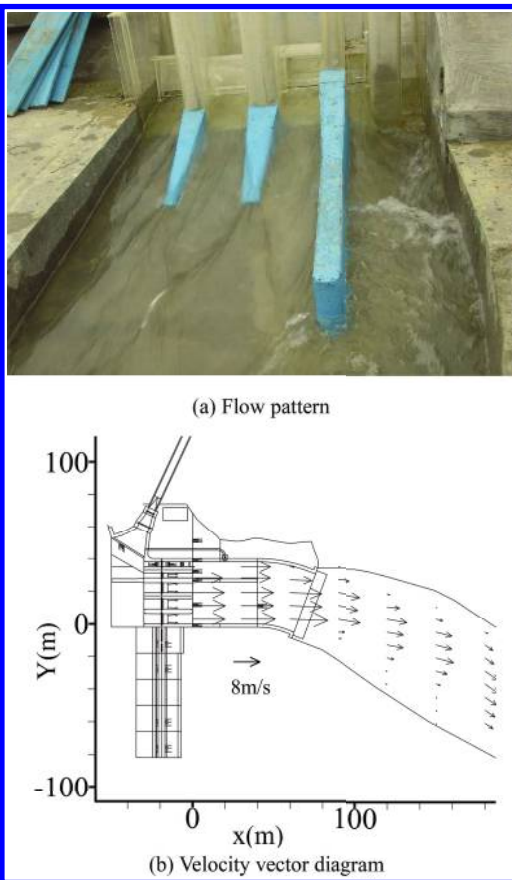 (a) Flow pattern
100
0
-100
Y(m)
8m/s
0 100
x(m)
(b) Velocity vector diagram